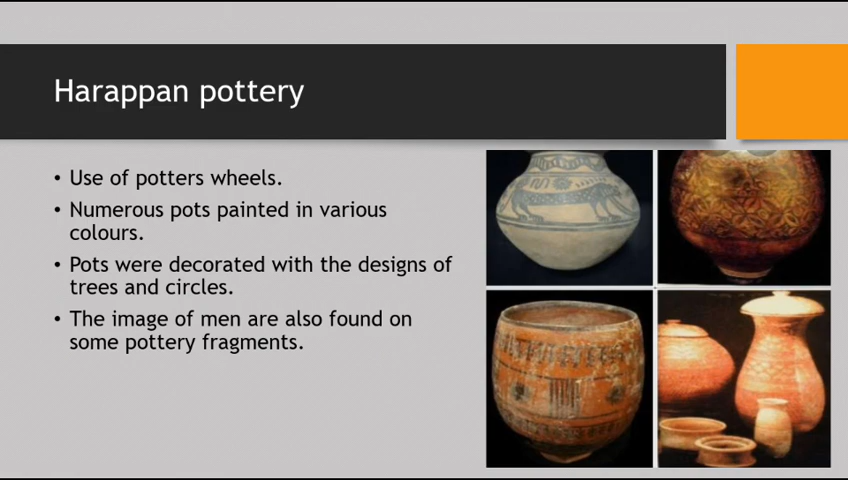 Harappan pottery
• Use of potters wheels.
• Numerous pots painted in various
colours.
• Pots were decorated with the designs of
trees and circles.
• The image of men are also found on
some pottery fragments.